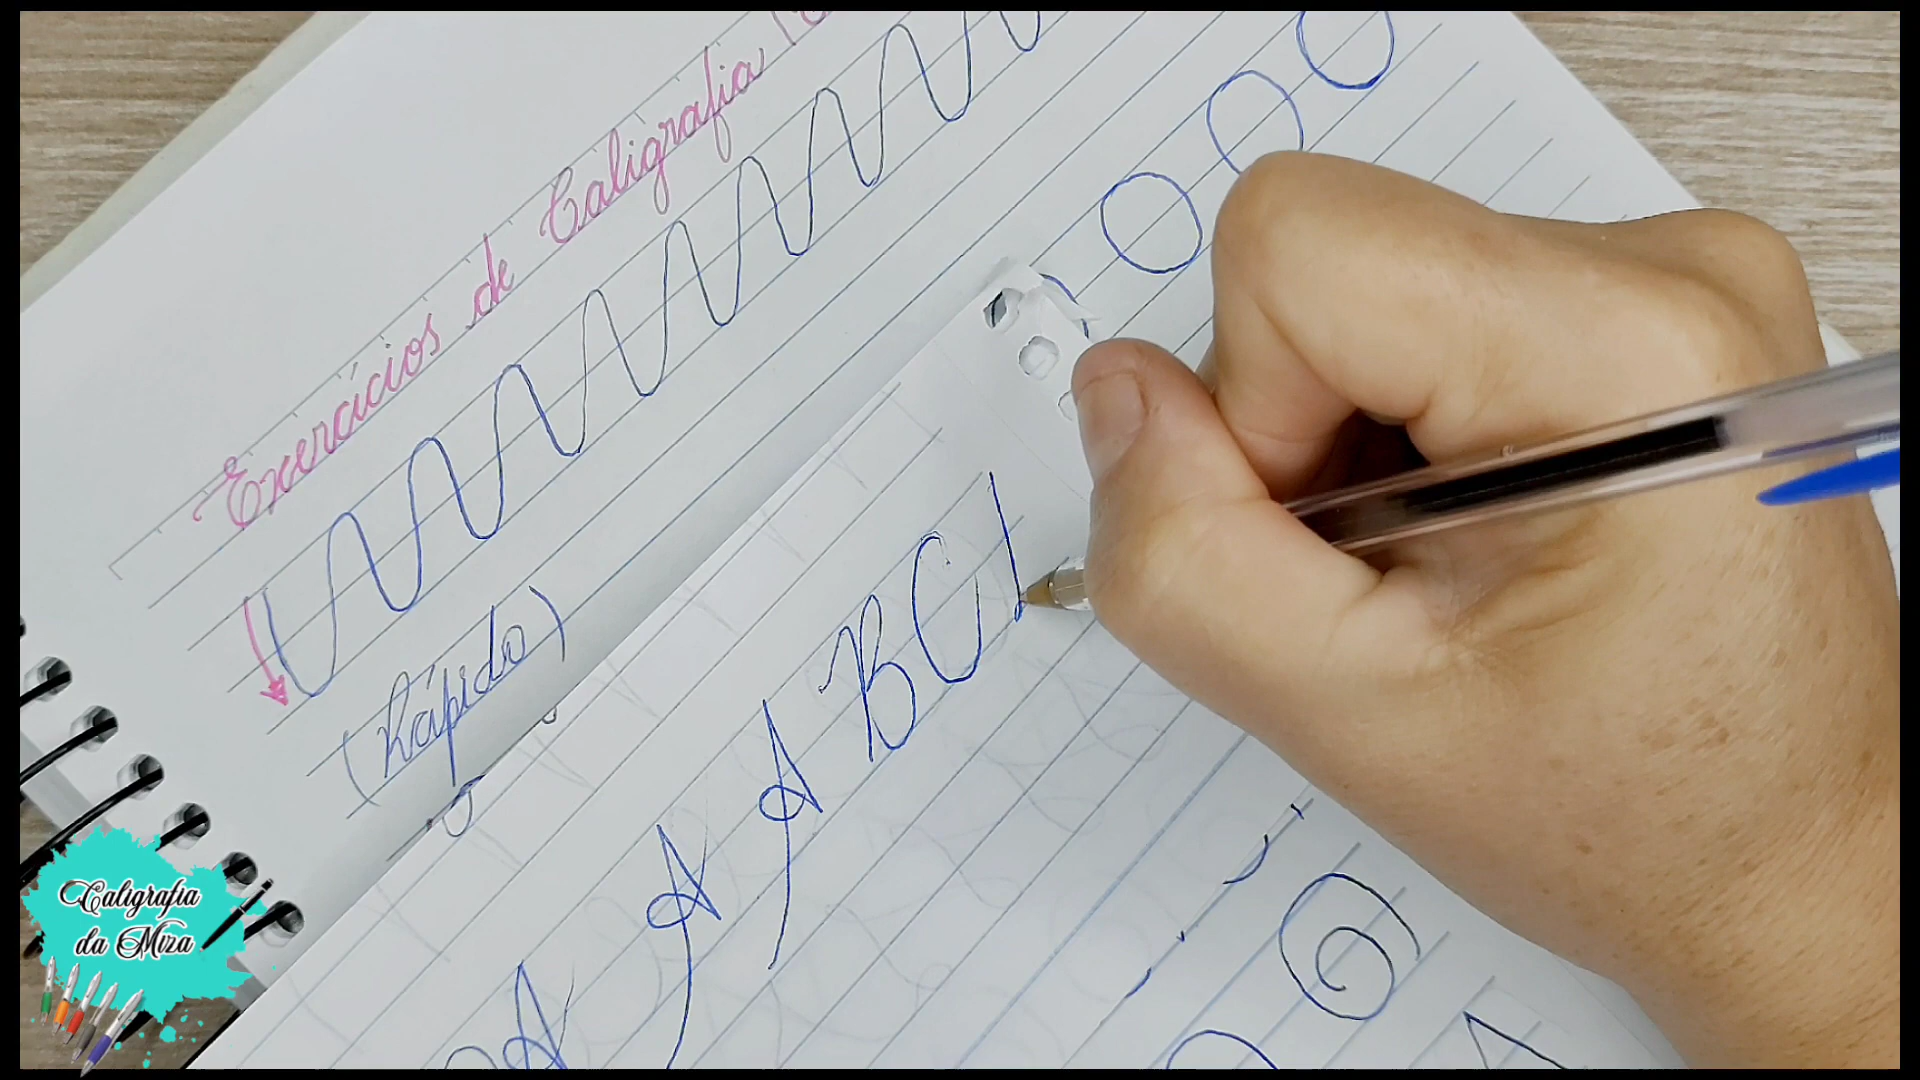 Exercícios de Caligrafia
(Rápido)
A A A B C
Caligrafia
da Miza